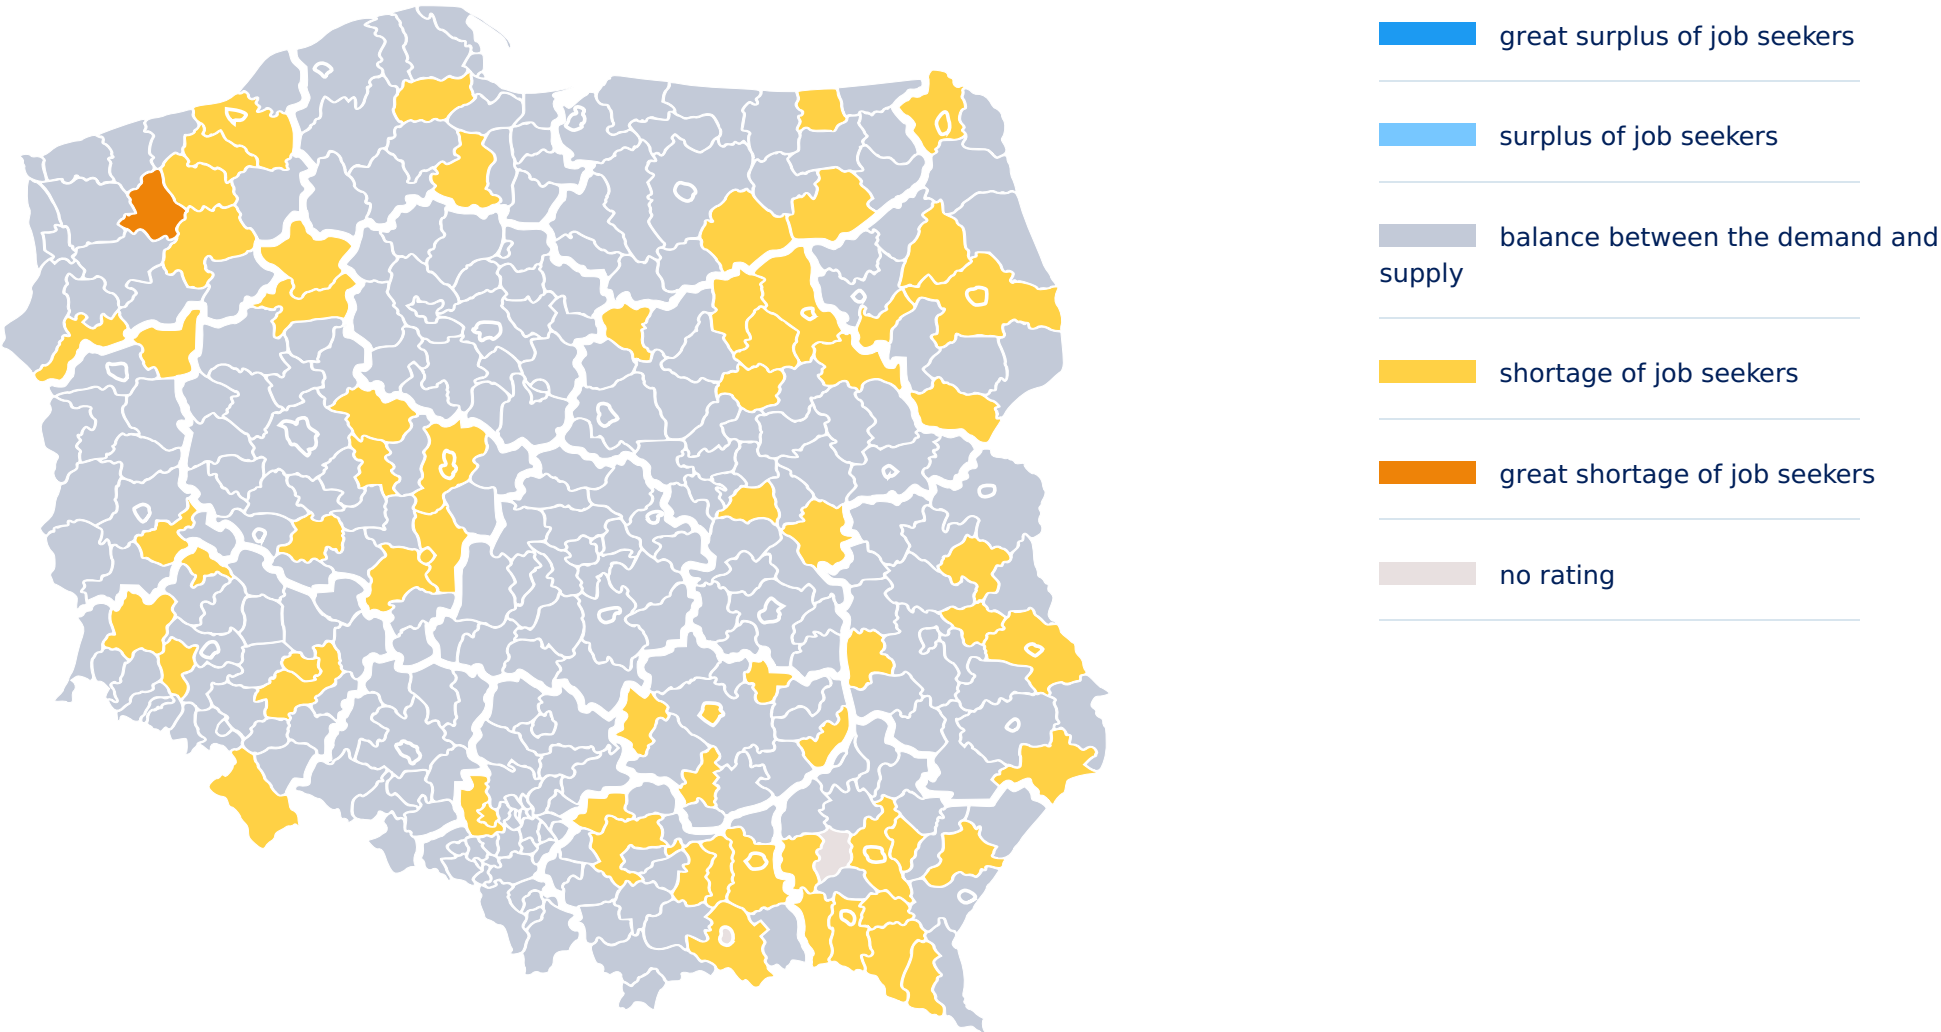 great surplus of job seekers
surplus of job seekers
balance between the demand and
supply
shortage of job seekers
great shortage of job seekers
no rating